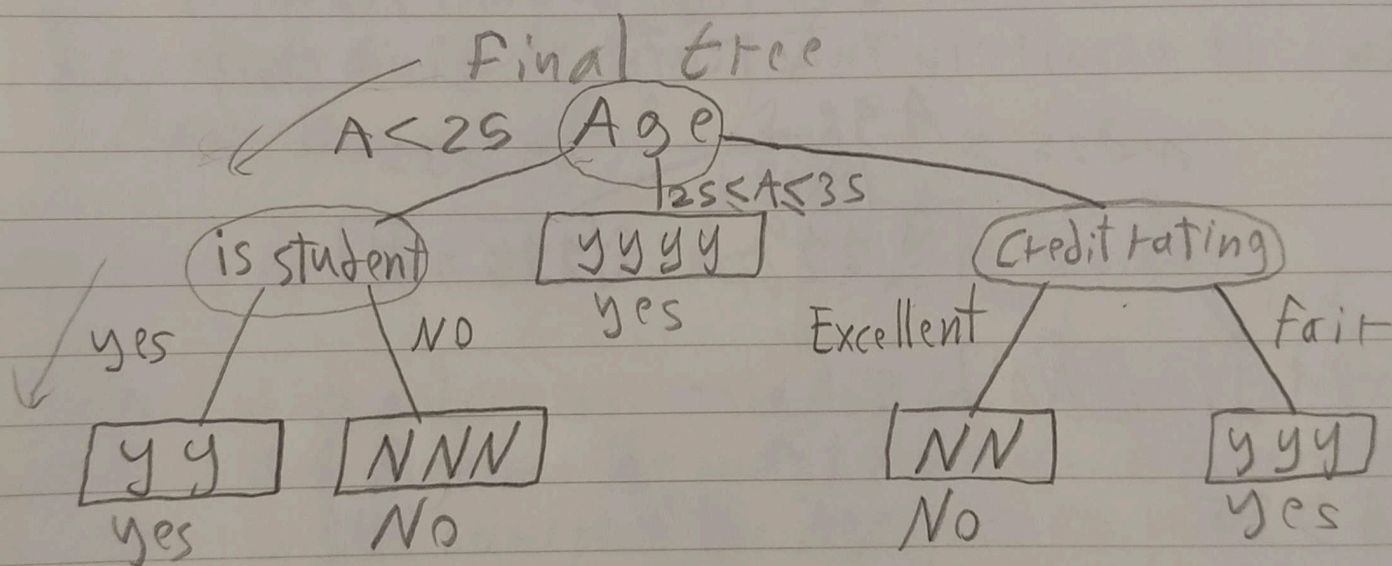 Final tree
A<25 Age
25≤A≤35
is student yyyy Credit rating
yes
yes NO Excellent Fair
yy NNN NN yyy
yes No No yes